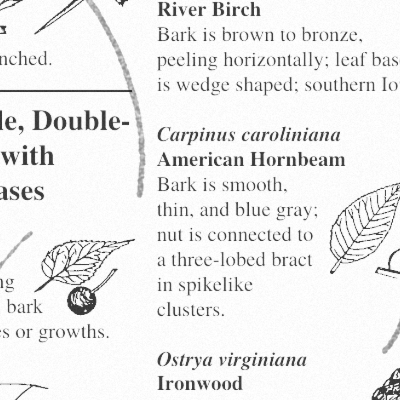 nched.
le, Double-
with
ases
ng
bark
es or growths.
River Birch
Bark is brown to bronze,
peeling horizontally; leaf bas
is wedge shaped; southern Io
Carpinus caroliniana
American Hornbeam
Bark is smooth,
thin, and blue gray;
nut is connected to
a three-lobed bract
in spikelike
clusters.
Ostrya virginiana
Ironwood